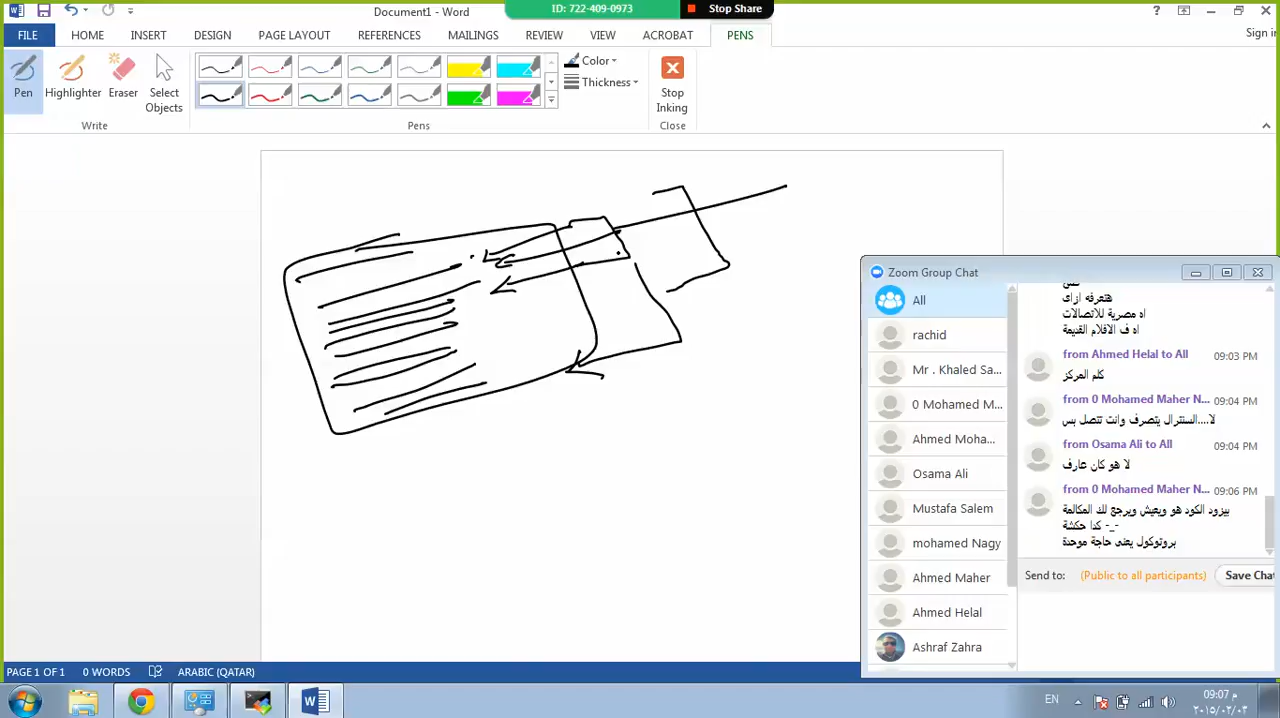 Document1 - Word
ID: 722-409-0973
Stop Share
FILE HOME INSERT DESIGN PAGE LAYOUT REFERENCES MAILINGS REVIEW VIEW ACROBAT PENS
Sign in
Pen Highlighter Eraser Select Objects
Color
Thickness
Stop Inking
Write Pens Close
Zoom Group Chat
All
rachid
Mr . Khaled Sa...
0 Mohamed M...
Ahmed Moha...
Osama Ali
Mustafa Salem
mohamed Nagy
Ahmed Maher
Ahmed Helal
Ashraf Zahra
هتعرفه ازاى
اه مصرية للاتصالات
اه ف الافلام القديمة
from Ahmed Helal to All 09:03 PM
كلم المركز
from 0 Mohamed Maher N... 09:04 PM
لا....السنترال يتصرف وانت تتصل بس
from Osama Ali to All 09:04 PM
لا هو كان عارف
from 0 Mohamed Maher N... 09:06 PM
بيزود الكود هو وبعيش ويرجع لك المكالمة
كدا حكشة -_-
بروتوكول يعنى حاجة موحدة
Send to: (Public to all participants) Save Chat
PAGE 1 OF 1 0 WORDS ARABIC (QATAR)
EN
09:07 م
٢٠١٥/٠٢/٠٣